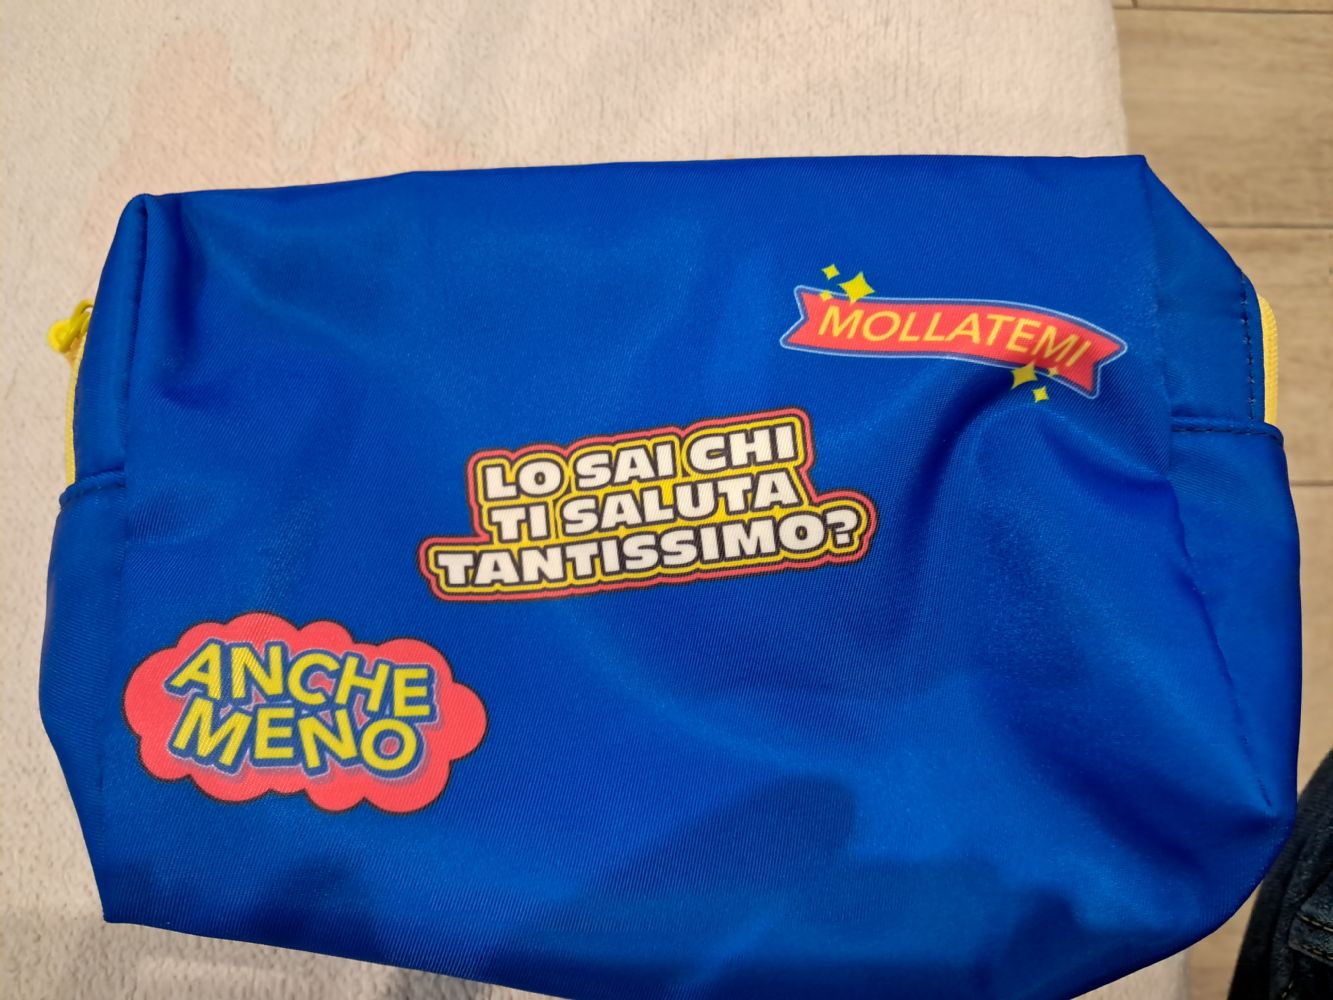 MOLLATEMI
LO SAI CHI
TI SALUTA
TANTISSIMO?
ANCHE
MENO